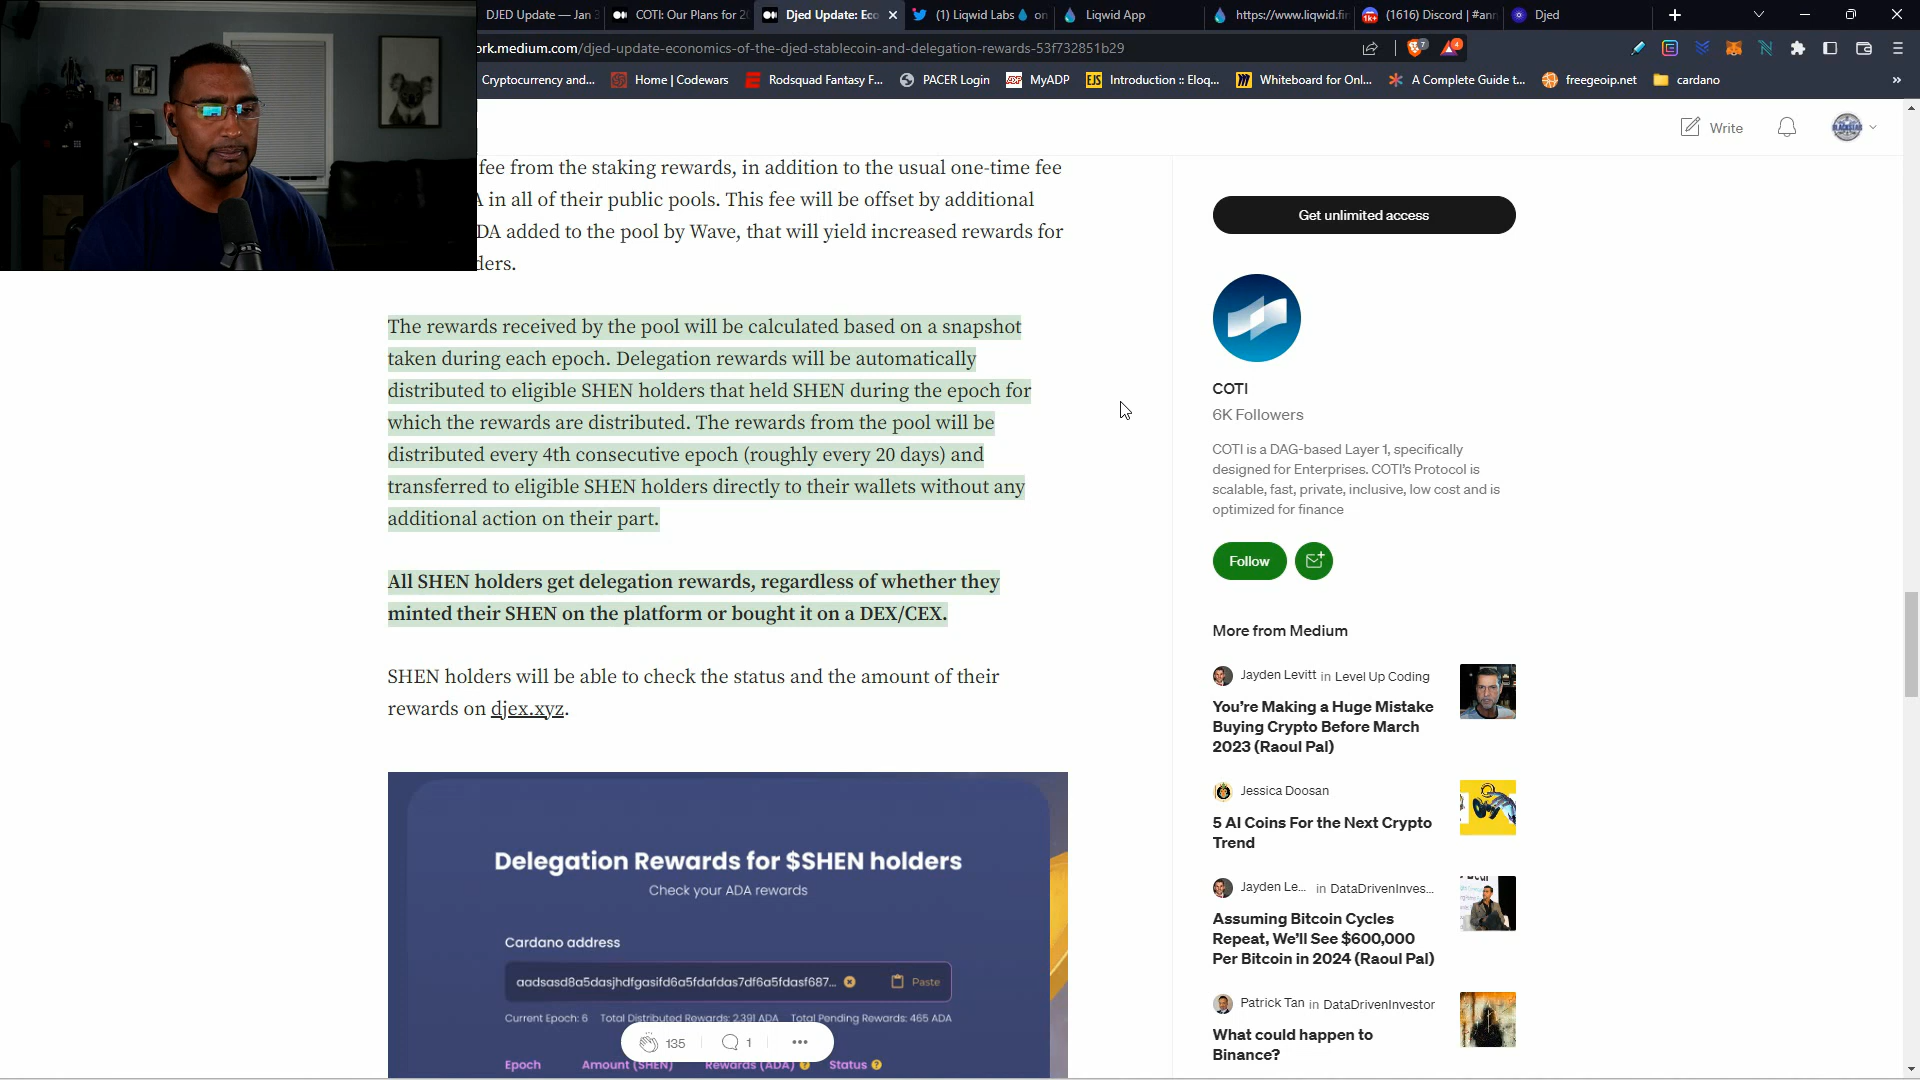 DJED Update — Jan 3
COTI: Our Plans for 20
Djed Update: Eco
(1) Liqwid Labs💧 on
Liqwid App
https://www.liqwid.fin
(1616) Discord | #ann
Djed
ork.medium.com/djed-update-economics-of-the-djed-stablecoin-and-delegation-rewards-53f732851b29
Cryptocurrency and...
Home | Codewars
Rodsquad Fantasy F...
PACER Login
MyADP
Introduction :: Eloq...
Whiteboard for Onl...
A Complete Guide t...
freegeoip.net
cardano
Write
fee from the staking rewards, in addition to the usual one-time fee
A in all of their public pools. This fee will be offset by additional
DA added to the pool by Wave, that will yield increased rewards for
ders.
The rewards received by the pool will be calculated based on a snapshot
taken during each epoch. Delegation rewards will be automatically
distributed to eligible SHEN holders that held SHEN during the epoch for
which the rewards are distributed. The rewards from the pool will be
distributed every 4th consecutive epoch (roughly every 20 days) and
transferred to eligible SHEN holders directly to their wallets without any
additional action on their part.
All SHEN holders get delegation rewards, regardless of whether they
minted their SHEN on the platform or bought it on a DEX/CEX.
SHEN holders will be able to check the status and the amount of their
rewards on djex.xyz.
Delegation Rewards for $SHEN holders
Check your ADA rewards
Cardano address
aadsasd8a5dasjhdfgasifd6a5fdafdas7df6a5fdasf687...
Paste
Current Epoch: 6 Total Distributed Rewards: 2,391 ADA Total Pending Rewards: 465 ADA
135
1
Epoch Amount (SHEN) Rewards (ADA) Status
Get unlimited access
COTI
6K Followers
COTI is a DAG-based Layer 1, specifically
designed for Enterprises. COTI's Protocol is
scalable, fast, private, inclusive, low cost and is
optimized for finance
Follow
More from Medium
Jayden Levitt in Level Up Coding
You're Making a Huge Mistake
Buying Crypto Before March
2023 (Raoul Pal)
Jessica Doosan
5 AI Coins For the Next Crypto
Trend
Jayden Le... in DataDrivenInves...
Assuming Bitcoin Cycles
Repeat, We'll See $600,000
Per Bitcoin in 2024 (Raoul Pal)
Patrick Tan in DataDrivenInvestor
What could happen to
Binance?